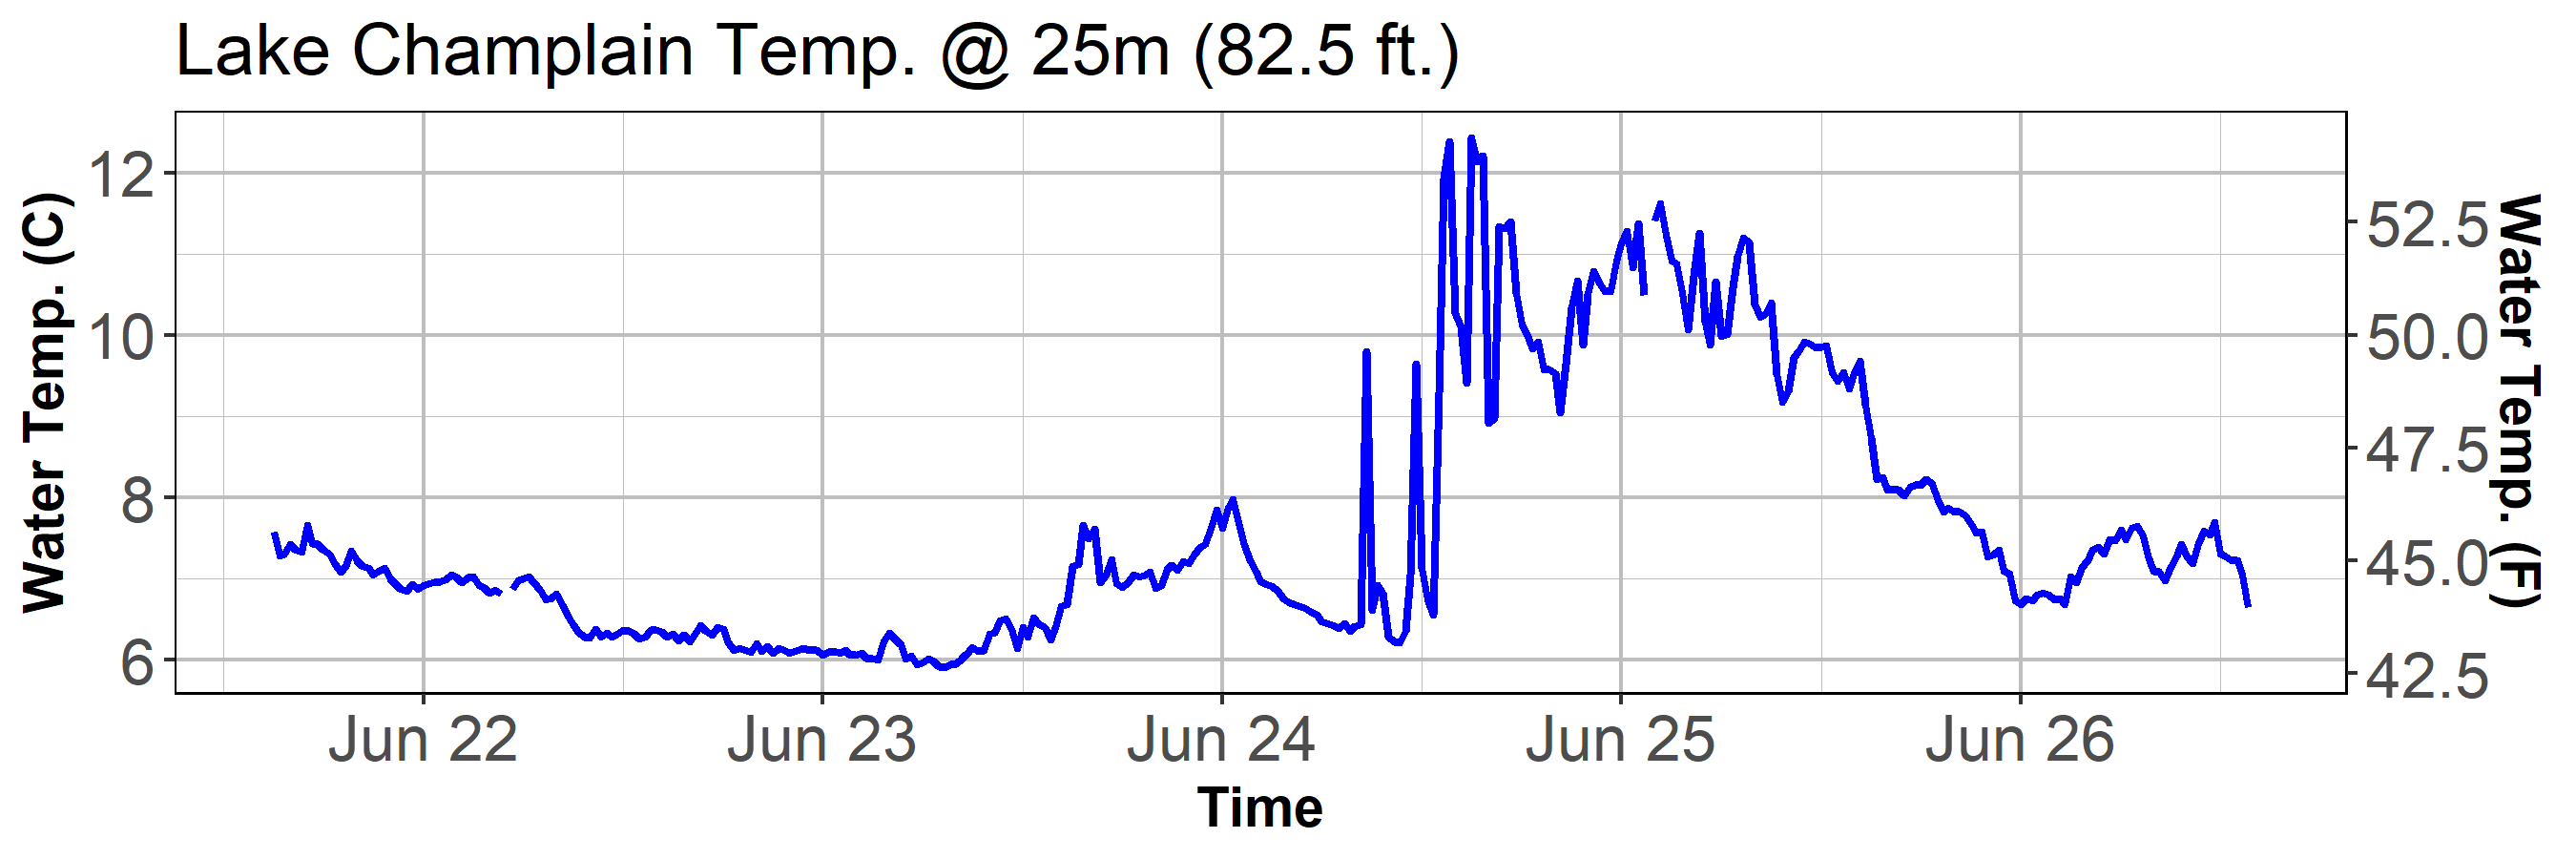 Lake Champlain Temp. @ 25m (82.5 ft.)
Water Temp. (C)
12
10
8
6
52.5
50.0
47.5
45.0
42.5
Water Temp. (F)
Jun 22
Jun 23
Jun 24
Jun 25
Jun 26
Time